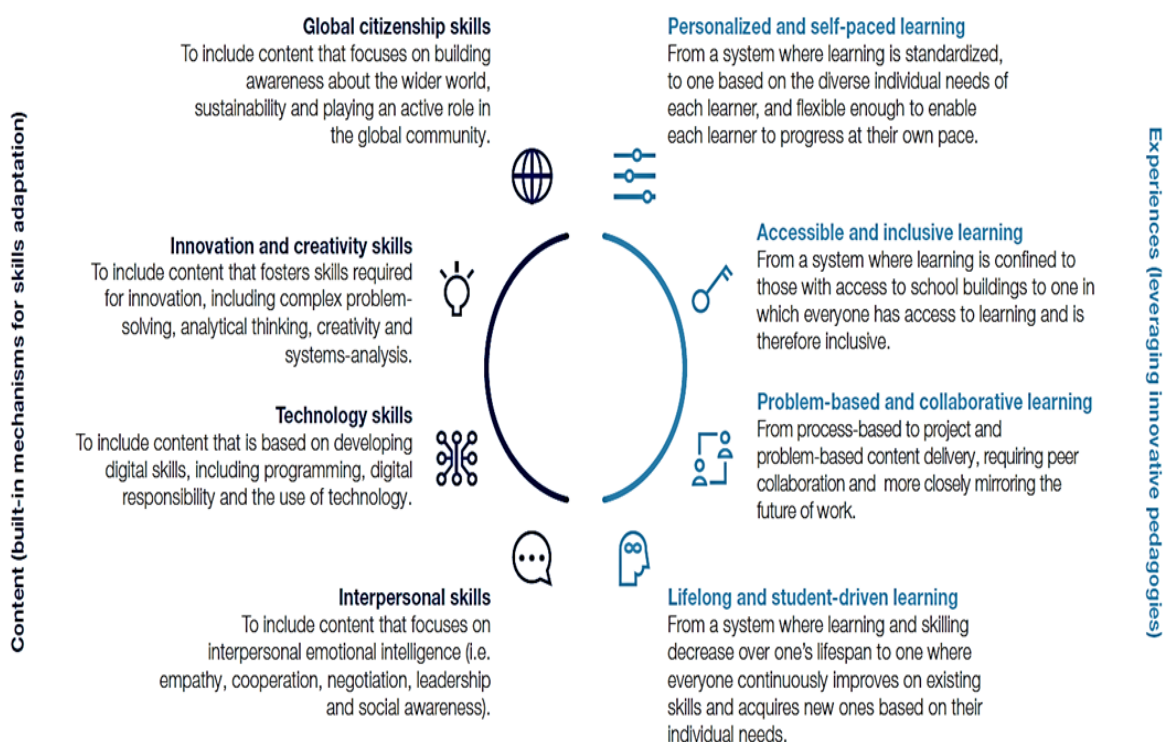 Content (built-in mechanisms for skills adaptation)
Global citizenship skills
To include content that focuses on building
awareness about the wider world,
sustainability and playing an active role in
the global community.
Innovation and creativity skills
To include content that fosters skills required
for innovation, including complex problem-
solving, analytical thinking, creativity and
systems-analysis.
Technology skills
To include content that is based on developing
digital skills, including programming, digital
responsibility and the use of technology.
Interpersonal skills
To include content that focuses on
interpersonal emotional intelligence (i.e.
empathy, cooperation, negotiation, leadership
and social awareness).
Personalized and self-paced learning
From a system where learning is standardized,
to one based on the diverse individual needs of
each learner, and flexible enough to enable
each learner to progress at their own pace.
Accessible and inclusive learning
From a system where learning is confined to
those with access to school buildings to one in
which everyone has access to learning and is
therefore inclusive.
Problem-based and collaborative learning
From process-based to project and
problem-based content delivery, requiring peer
collaboration and more closely mirroring the
future of work.
Lifelong and student-driven learning
From a system where learning and skilling
decrease over one's lifespan to one where
everyone continuously improves on existing
skills and acquires new ones based on their
individual needs.
Experiences (leveraging innovative pedagogies)